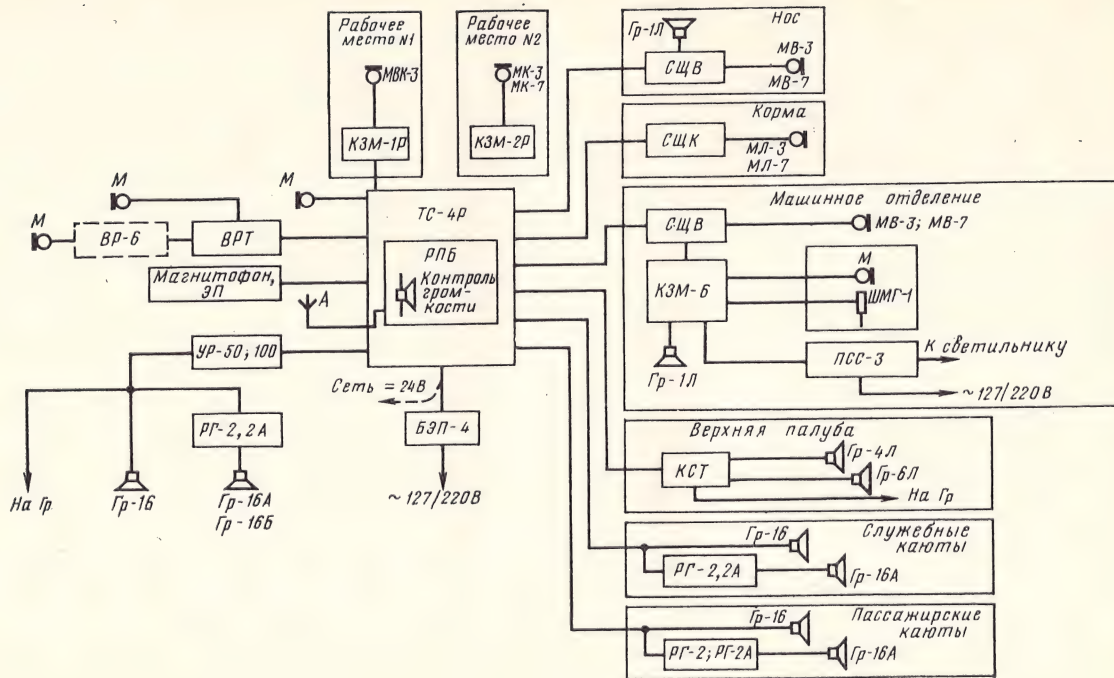 Рабочее
место №1
МВК-3
КЗМ-1Р
Рабочее
место №2
МК-3
МК-7
КЗМ-2Р
Нос
Гр-1Л
СЩВ
МВ-3
МВ-7
Корма
СЩК
МЛ-3
МЛ-7
М
М
ВР-6
ВРТ
М
ТС-4Р
РПБ
Контроль
гром-
кости
Магнитофон,
ЭП
А
УР-50; 100
Сеть = 24В
РГ-2, 2А
БЭП-4
На Гр
Гр-16
Гр-16А
Гр-16Б
~ 127/220В
Машинное отделение
СЩВ
МВ-3; МВ-7
КЗМ-6
М
ШМГ-1
Гр-1Л
ПСС-3
К светильнику
~ 127/220В
Верхняя палуба
КСТ
Гр-4Л
Гр-6Л
На Гр
Служебные
каюты
Гр-16
РГ-2,2А
Гр-16А
Пассажирские
каюты
Гр-16
РГ-2; РГ-2А
Гр-16А